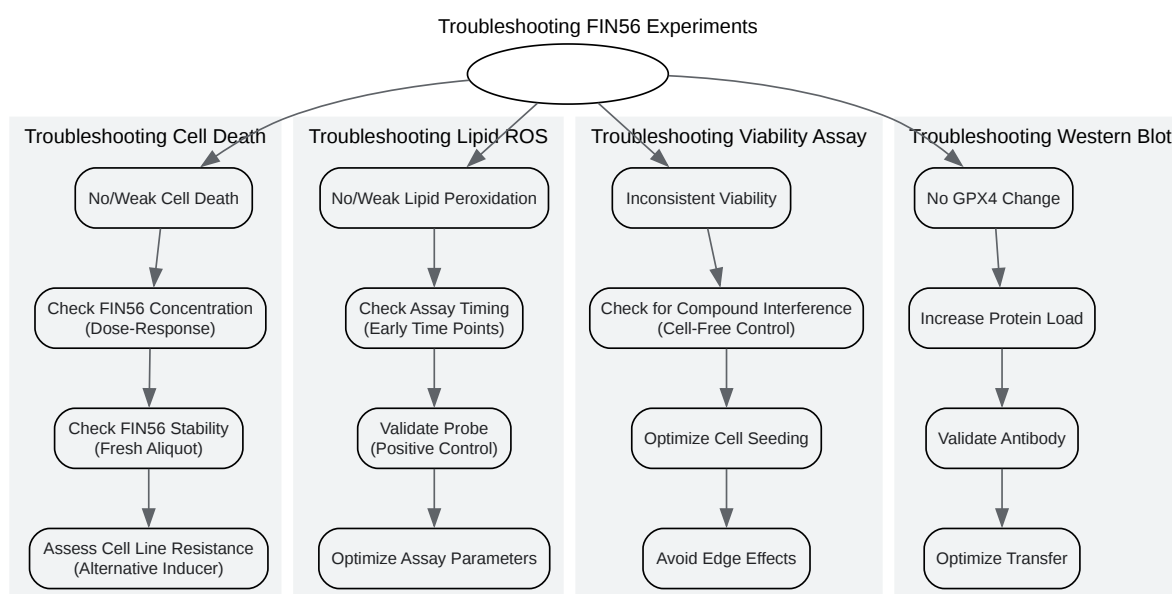 Troubleshooting FIN56 Experiments
Troubleshooting Cell Death
No/Weak Cell Death
Check FIN56 Concentration
(Dose-Response)
Check FIN56 Stability
(Fresh Aliquot)
Assess Cell Line Resistance
(Alternative Inducer)
Troubleshooting Lipid ROS
No/Weak Lipid Peroxidation
Check Assay Timing
(Early Time Points)
Validate Probe
(Positive Control)
Optimize Assay Parameters
Troubleshooting Viability Assay
Inconsistent Viability
Check for Compound Interference
(Cell-Free Control)
Optimize Cell Seeding
Avoid Edge Effects
Troubleshooting Western Blot
No GPX4 Change
Increase Protein Load
Validate Antibody
Optimize Transfer